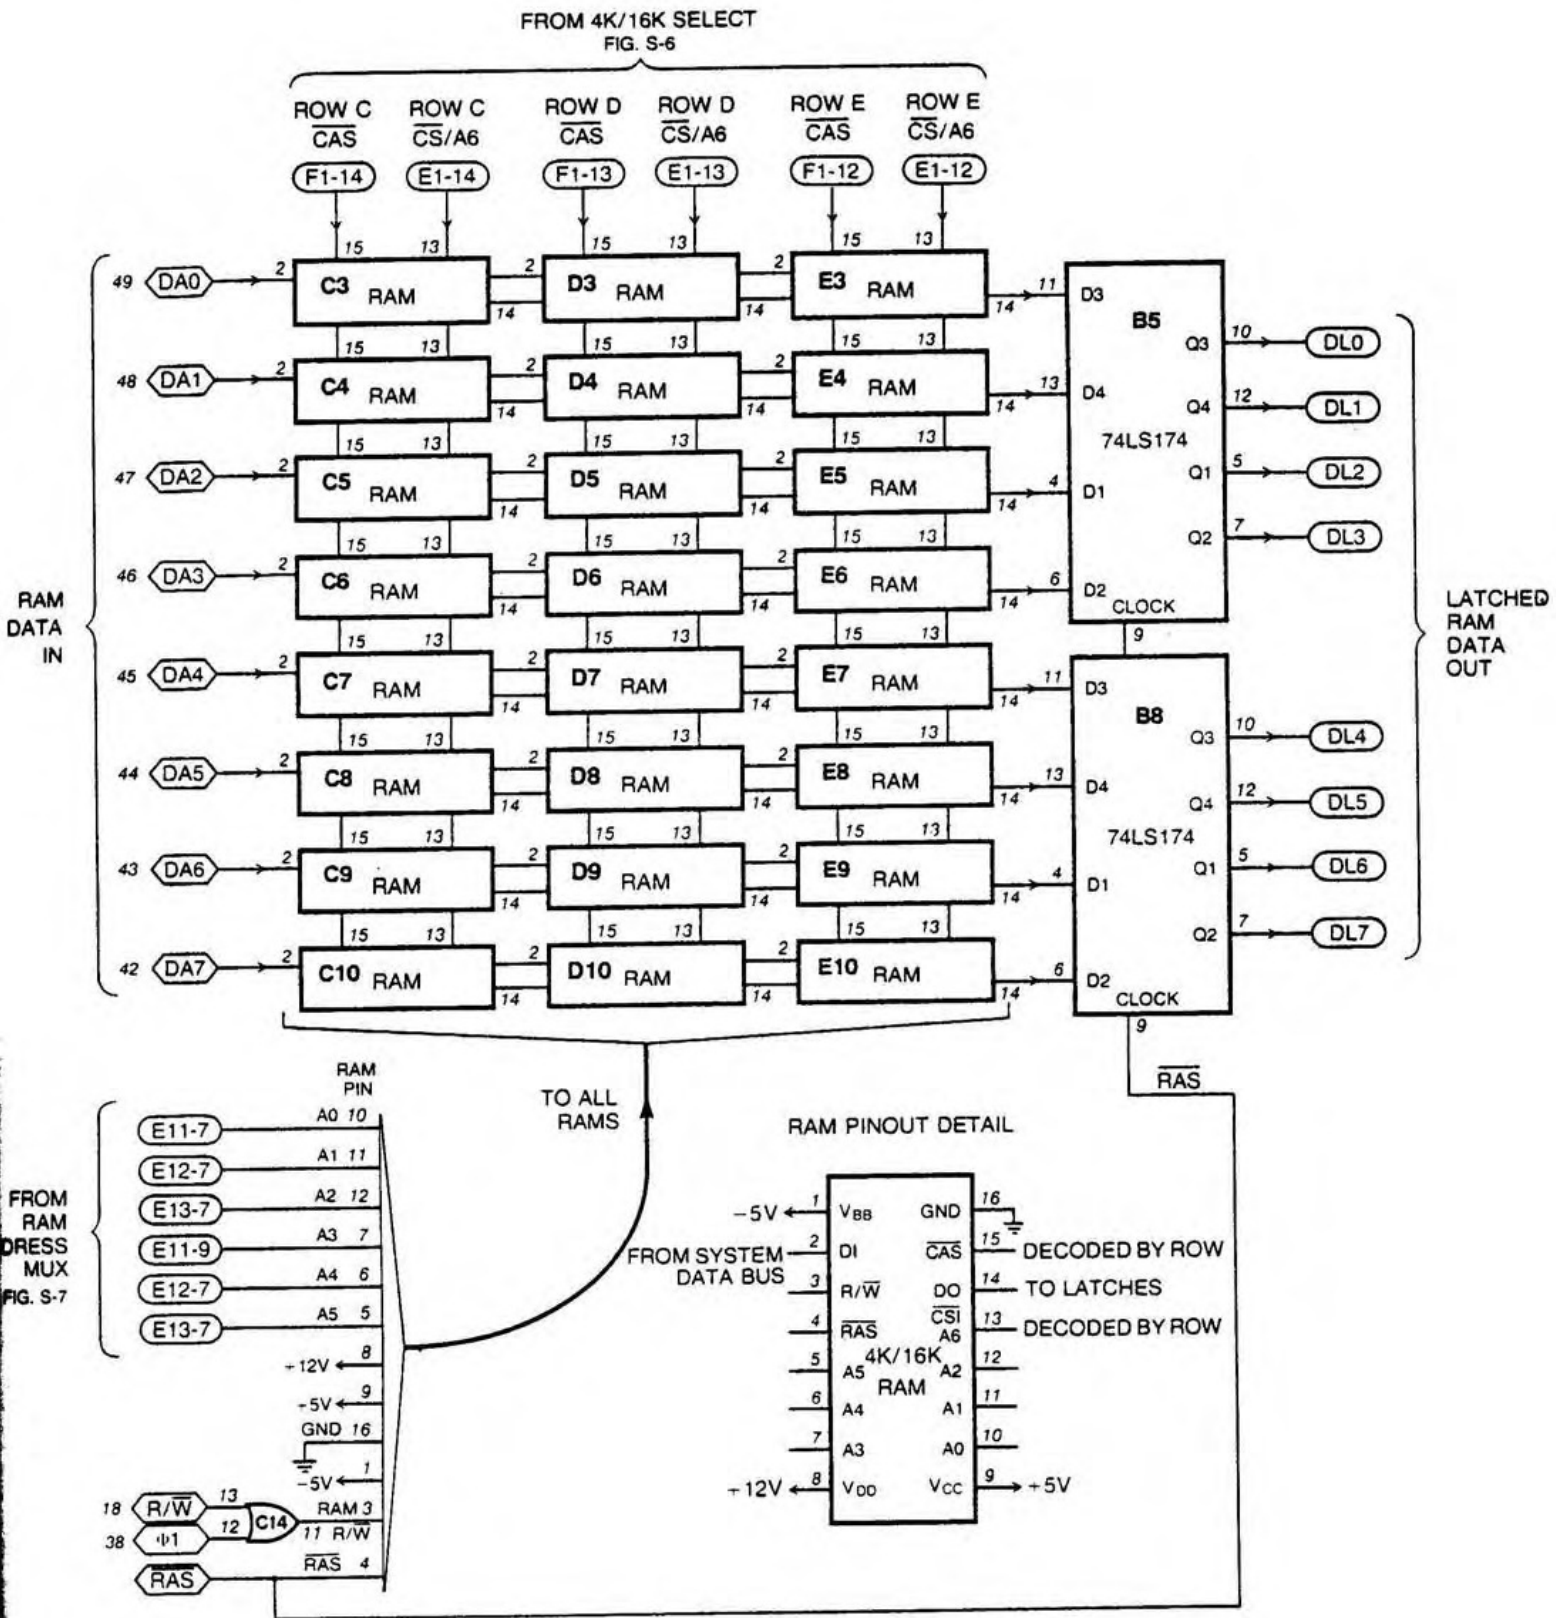 FROM 4K/16K SELECT
FIG. S-6
ROW C ROW C ROW D ROW D ROW E ROW E
CAS CS/A6 CAS CS/A6 CAS CS/A6
F1-14 E1-14 F1-13 E1-13 F1-12 E1-12
15 13 15 13 15 13
49 DA0 2 C3 RAM 2 14 D3 RAM 2 14 E3 RAM 14 11 D3
B5
Q3 10 DL0
15 13 15 13 15 13
48 DA1 2 C4 RAM 2 14 D4 RAM 2 14 E4 RAM 14 13 D4
Q4 12 DL1
74LS174
15 13 15 13 15 13
47 DA2 2 C5 RAM 2 14 D5 RAM 2 14 E5 RAM 14 4 D1
Q1 5 DL2
Q2 7 DL3
15 13 15 13 15 13
46 DA3 2 C6 RAM 2 14 D6 RAM 2 14 E6 RAM 14 6 D2
CLOCK
9
RAM
DATA
IN
LATCHED
RAM
DATA
OUT
15 13 15 13 15 13
45 DA4 2 C7 RAM 2 14 D7 RAM 2 14 E7 RAM 14 11 D3
B8
Q3 10 DL4
15 13 15 13 15 13
44 DA5 2 C8 RAM 2 14 D8 RAM 2 14 E8 RAM 14 13 D4
Q4 12 DL5
74LS174
15 13 15 13 15 13
43 DA6 2 C9 RAM 2 14 D9 RAM 2 14 E9 RAM 14 4 D1
Q1 5 DL6
Q2 7 DL7
15 13 15 13 15 13
42 DA7 2 C10 RAM 2 14 D10 RAM 2 14 E10 RAM 14 6 D2
CLOCK
9
RAS
RAM
PIN
TO ALL
RAMS
E11-7 A0 10
E12-7 A1 11
E13-7 A2 12
E11-9 A3 7
E12-7 A4 6
E13-7 A5 5
FROM
RAM
DRESS
MUX
FIG. S-7
+12V 8
+5V 9
GND 16
-5V 1
18 R/W 13
C14
RAM 3
11 R/W
38 Φ1 12
RAS RAS 4
RAM PINOUT DETAIL
-5V 1 VBB GND 16
FROM SYSTEM
DATA BUS
2 DI CAS 15 DECODED BY ROW
3 R/W DO 14 TO LATCHES
4 RAS CSI
A6 13 DECODED BY ROW
4K/16K
RAM
5 A5 A2 12
6 A4 A1 11
7 A3 A0 10
+12V 8 VDD VCC 9 +5V